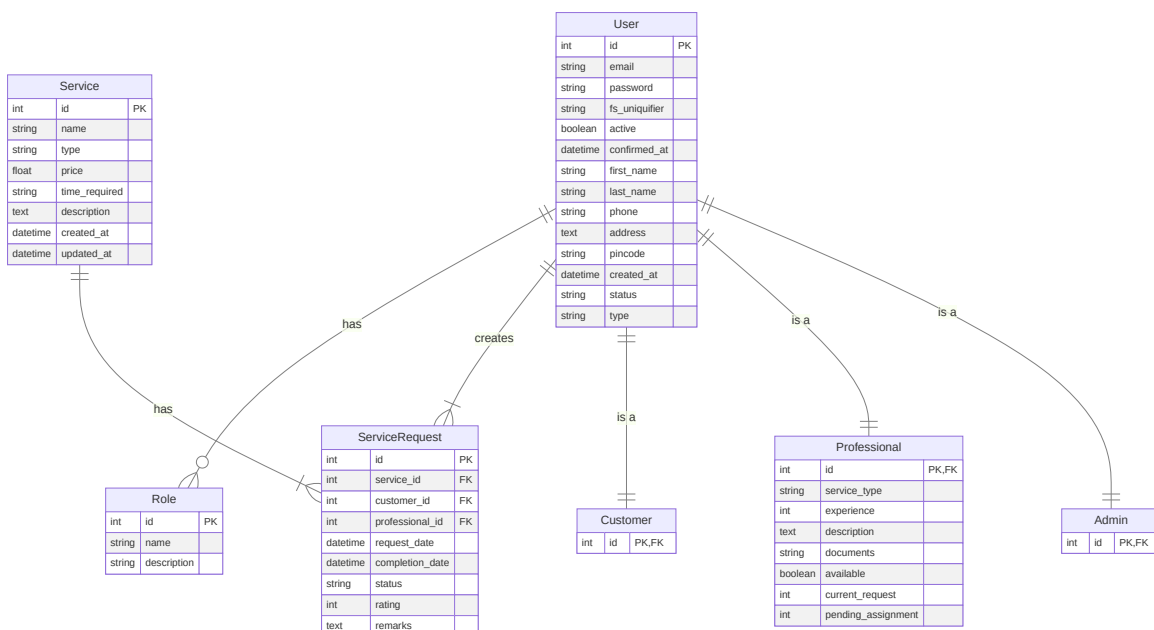 User
int id PK
string email
string password
string fs_uniquifier
boolean active
datetime confirmed_at
string first_name
string last_name
string phone
text address
string pincode
datetime created_at
string status
string type
Service
int id PK
string name
string type
float price
string time_required
text description
datetime created_at
datetime updated_at
has
creates
is a
is a
is a
has
Role
int id PK
string name
string description
ServiceRequest
int id PK
int service_id FK
int customer_id FK
int professional_id FK
datetime request_date
datetime completion_date
string status
int rating
text remarks
Customer
int id PK,FK
Professional
int id PK,FK
string service_type
int experience
text description
string documents
boolean available
int current_request
int pending_assignment
Admin
int id PK,FK